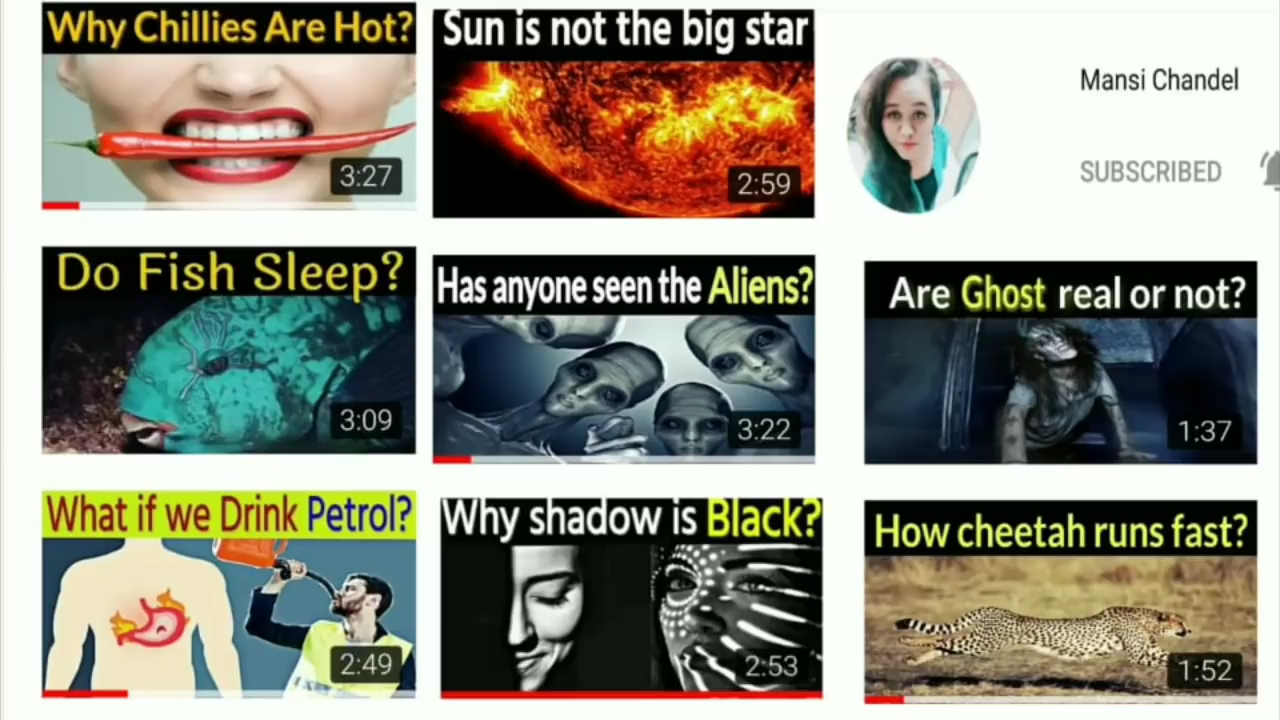 Why Chillies Are Hot?
3:27
Sun is not the big star
2:59
Mansi Chandel
SUBSCRIBED
Do Fish Sleep?
3:09
Has anyone seen the Aliens?
3:22
Are Ghost real or not?
1:37
What if we Drink Petrol?
2:49
Why shadow is Black?
2:53
How cheetah runs fast?
1:52